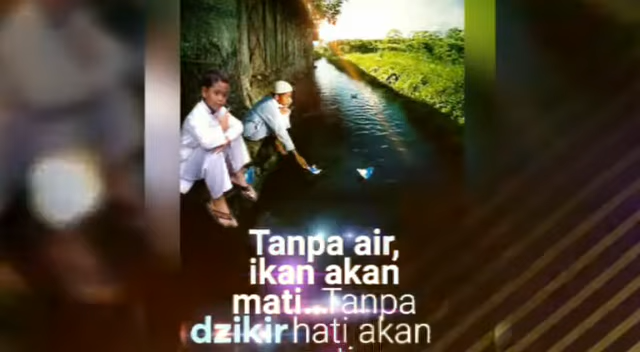 Tanpa air,
ikan akan
mati...Tanpa
dzikir hati akan